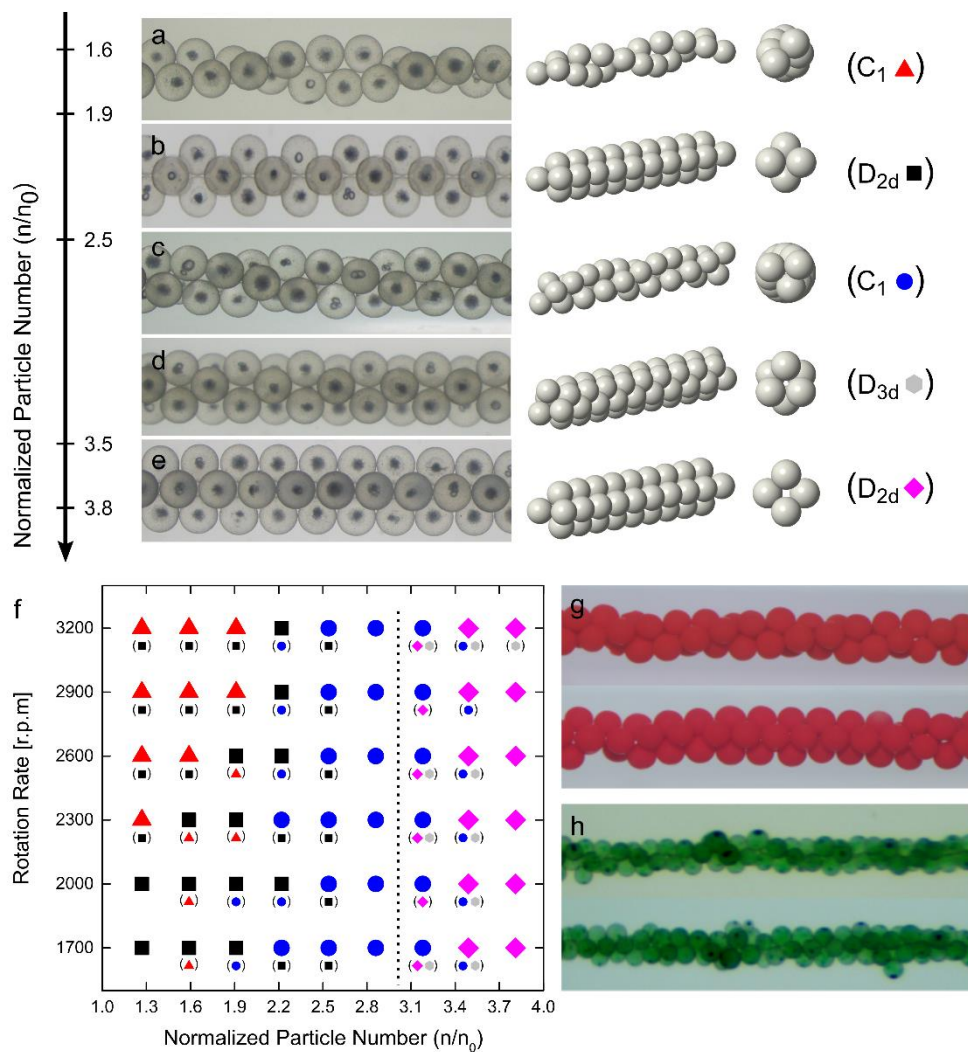 Normalized Particle Number (n/n0)
1.6
1.9
2.5
3.5
3.8
a
(C1 ▲)
b
(D2d ■)
c
(C1 ●)
d
(D3d ⬢)
e
(D2d ◆)
f
Rotation Rate [r.p.m]
3200
2900
2600
2300
2000
1700
1.0 1.3 1.6 1.9 2.2 2.5 2.8 3.1 3.4 3.7 4.0
Normalized Particle Number (n/n0)
g
h